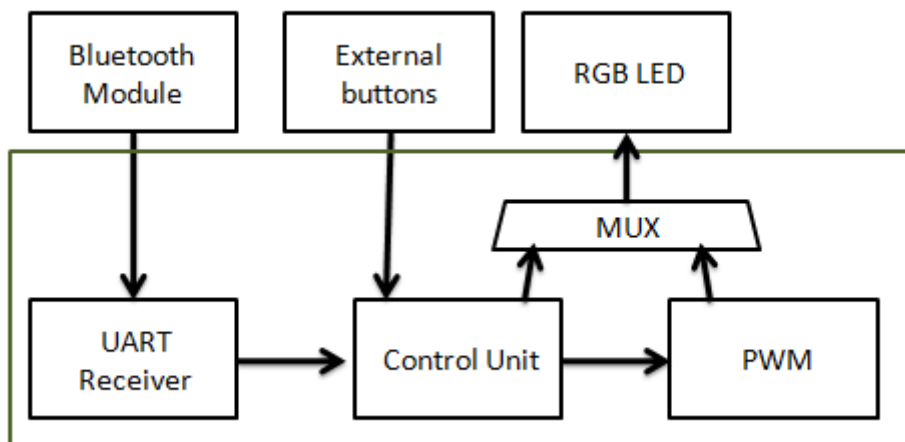 Bluetooth
Module
External
buttons
RGB LED
MUX
UART
Receiver
Control Unit
PWM